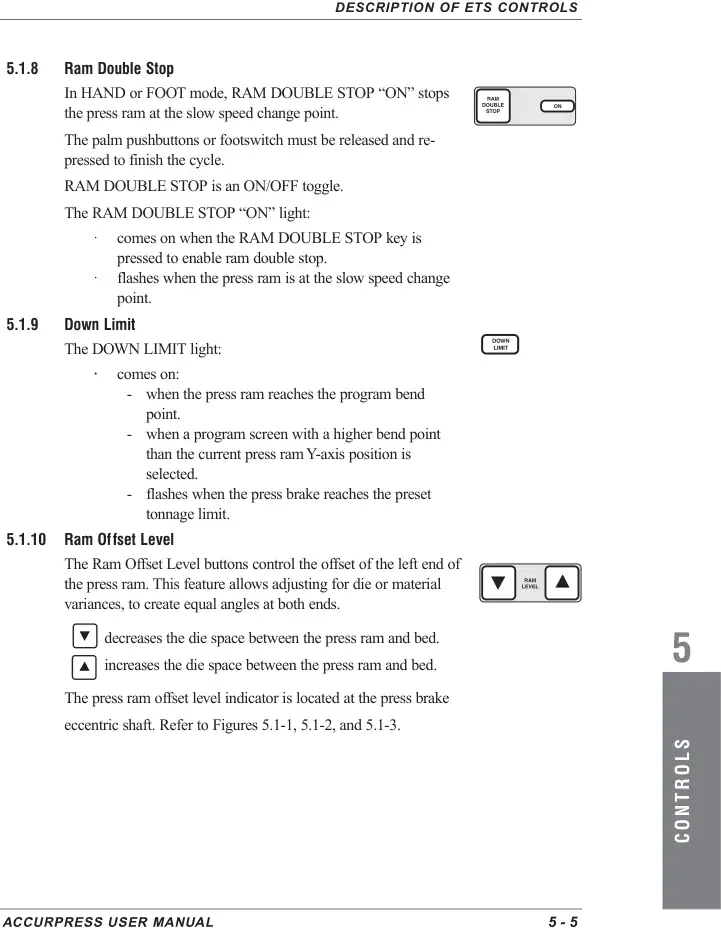 DESCRIPTION OF ETS CONTROLS
5.1.8 Ram Double Stop
In HAND or FOOT mode, RAM DOUBLE STOP “ON” stops
the press ram at the slow speed change point.
RAM
DOUBLE
STOP
ON
The palm pushbuttons or footswitch must be released and re-
pressed to finish the cycle.
RAM DOUBLE STOP is an ON/OFF toggle.
The RAM DOUBLE STOP “ON” light:
· comes on when the RAM DOUBLE STOP key is
pressed to enable ram double stop.
· flashes when the press ram is at the slow speed change
point.
5.1.9 Down Limit
The DOWN LIMIT light:
DOWN
LIMIT
· comes on:
- when the press ram reaches the program bend
point.
- when a program screen with a higher bend point
than the current press ram Y-axis position is
selected.
- flashes when the press brake reaches the preset
tonnage limit.
5.1.10 Ram Offset Level
The Ram Offset Level buttons control the offset of the left end of
the press ram. This feature allows adjusting for die or material
variances, to create equal angles at both ends.
▼ RAM ▲
LEVEL
▼ decreases the die space between the press ram and bed.
▲ increases the die space between the press ram and bed.
The press ram offset level indicator is located at the press brake
eccentric shaft. Refer to Figures 5.1-1, 5.1-2, and 5.1-3.
5
CONTROLS
ACCURPRESS USER MANUAL 5 - 5